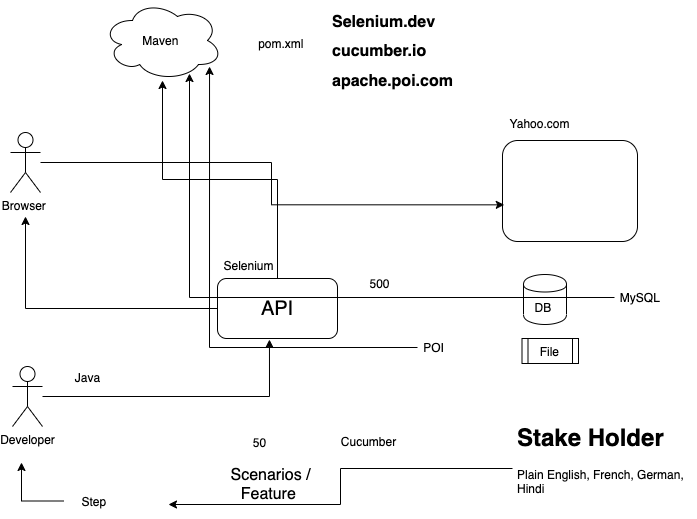 Maven
pom.xml
Selenium.dev
cucumber.io
apache.poi.com
Yahoo.com
Browser
Selenium
API
500
DB
MySQL
POI
File
Java
Developer
50
Cucumber
Stake Holder
Scenarios /
Feature
Plain English, French, German,
Hindi
Step